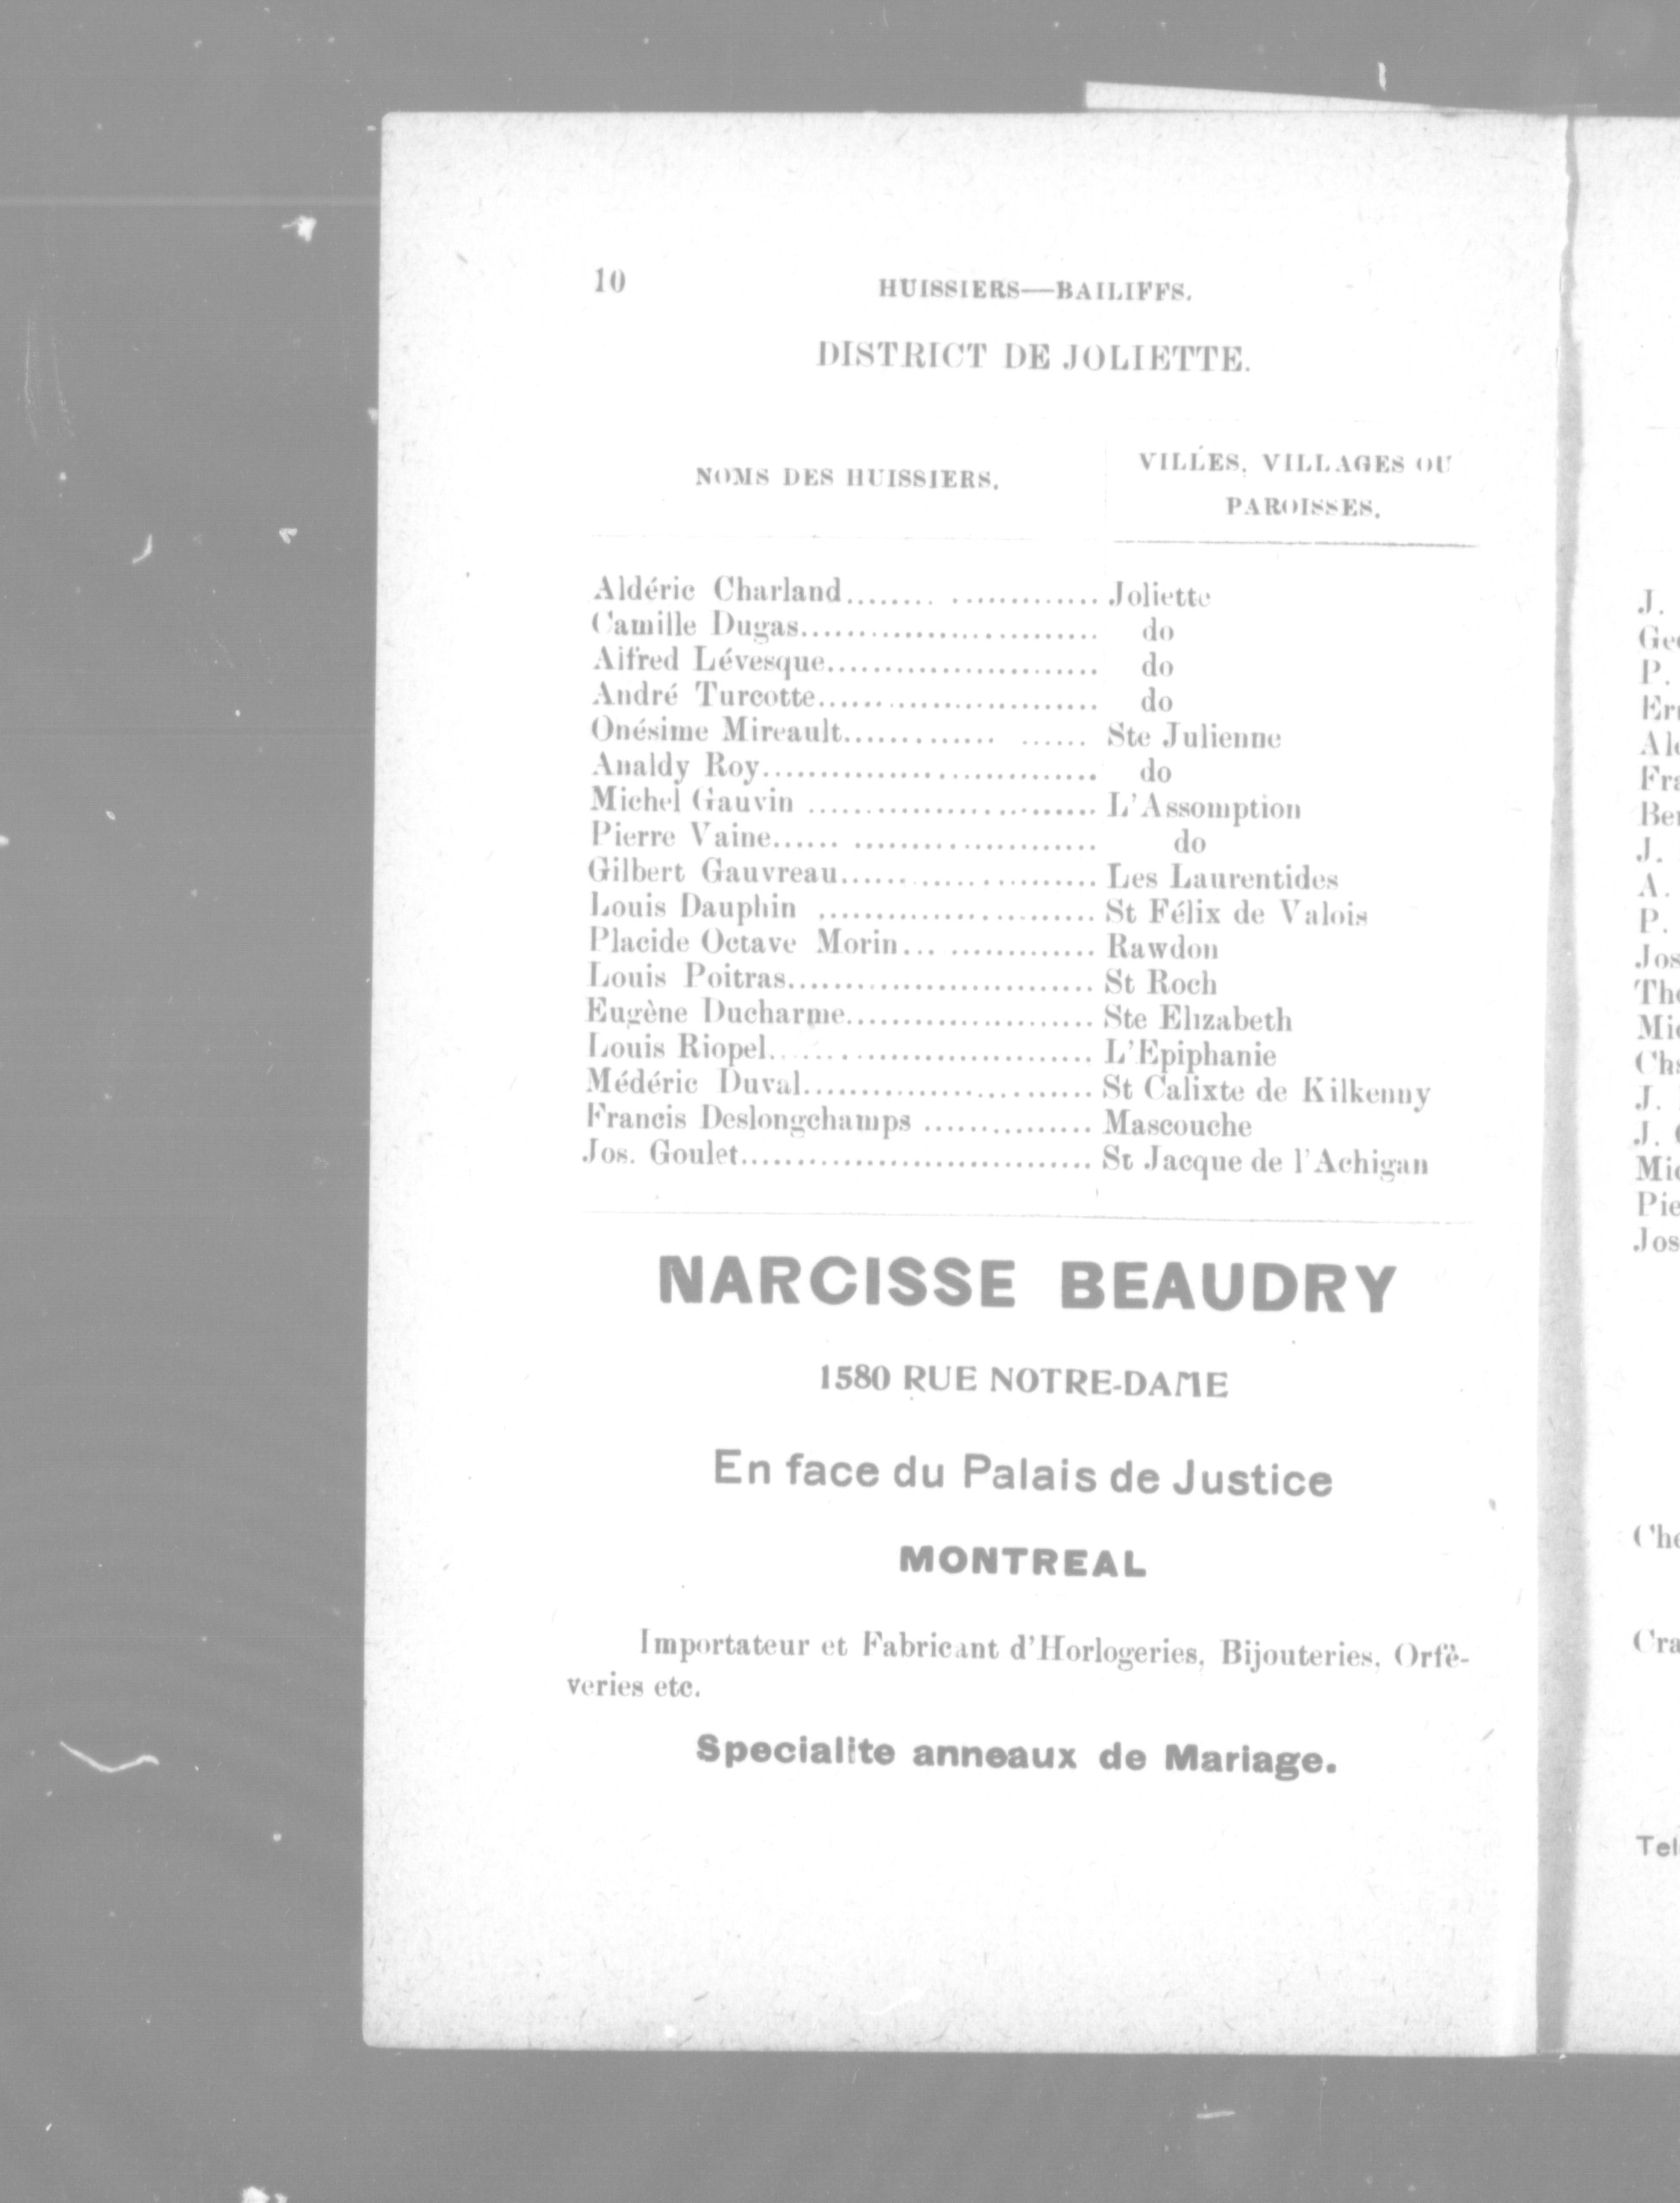 10 HUISSIERS—BAILIFFS.
DISTRICT DE JOLIETTE.
NOMS DES HUISSIERS. VILLES, VILLAGES OU
PAROISSES.
Aldéric Charland........ ............. Joliette
Camille Dugas.......................... do
Alfred Lévesque........................ do
André Turcotte......................... do
Onésime Mireault............. ...... Ste Julienne
Analdy Roy............................. do
Michel Gauvin ......................... L'Assomption
Pierre Vaine...... ..................... do
Gilbert Gauvreau....................... Les Laurentides
Louis Dauphin ........................ St Félix de Valois
Placide Octave Morin... ............. Rawdon
Louis Poitras........................... St Roch
Eugène Ducharme...................... Ste Elizabeth
Louis Riopel............................ L'Epiphanie
Médéric Duval......................... St Calixte de Kilkenny
Francis Deslongchamps ............... Mascouche
Jos. Goulet............................... St Jacque de l'Achigan
NARCISSE BEAUDRY
1580 RUE NOTRE-DAME
En face du Palais de Justice
MONTREAL
Importateur et Fabricant d'Horlogeries, Bijouteries, Orfè-
veries etc.
Specialite anneaux de Mariage.
J.
P.
J.
A.
P.
J.
J.